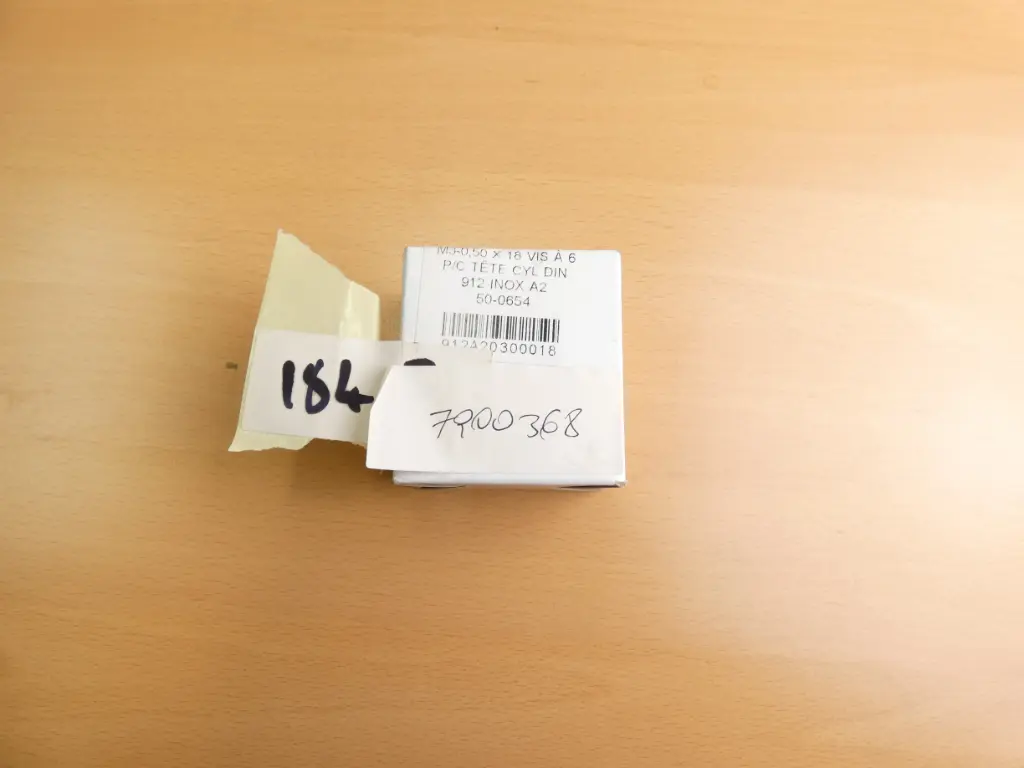 M3-0,50 X 18 VIS À 6
P/C TÊTE CYL DIN
912 INOX A2
50-0654
912A20300018
184
7900368